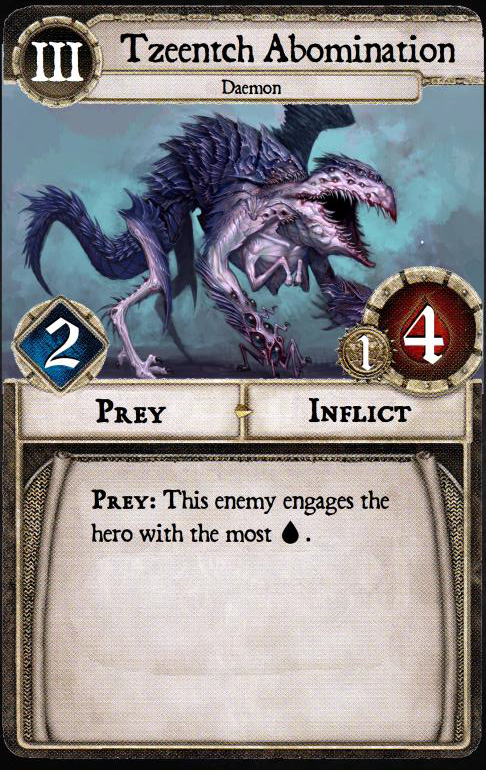 III
Tzeentch Abomination
Daemon
2
1
4
Prey
Inflict
Prey: This enemy engages the
hero with the most .